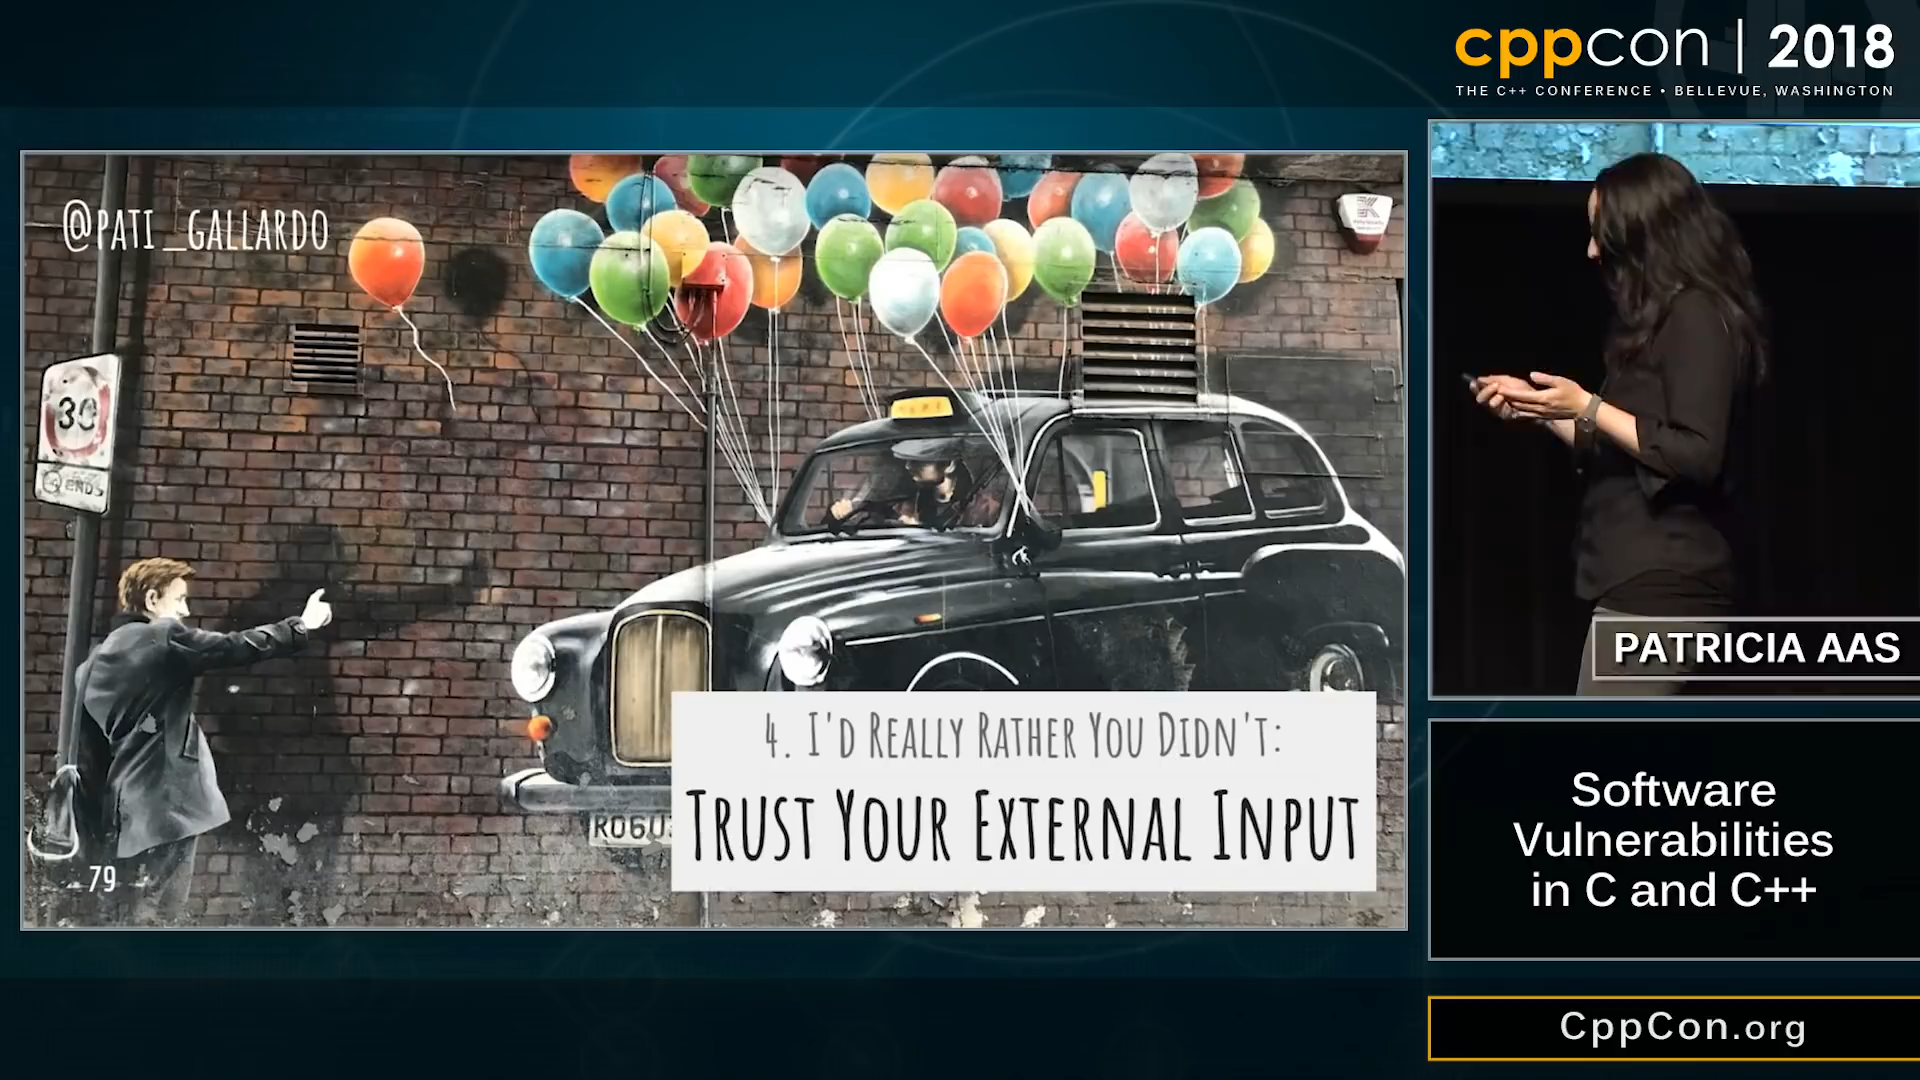 cppcon | 2018
THE C++ CONFERENCE • BELLEVUE, WASHINGTON
@PATI_GALLARDO
30
ENDS
TAXI
4. I'D REALLY RATHER YOU DIDN'T:
TRUST YOUR EXTERNAL INPUT
79
PATRICIA AAS
Software
Vulnerabilities
in C and C++
CppCon.org